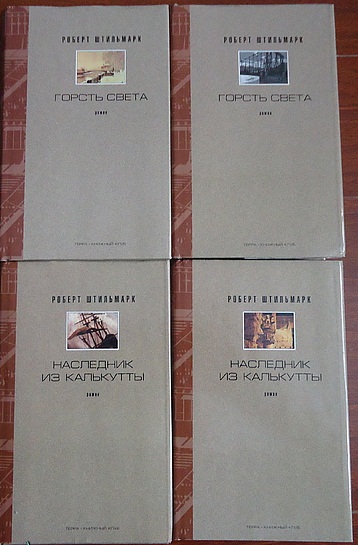 РОБЕРТ ШТИЛЬМАРК
ГОРСТЬ СВЕТА
роман
ТЕРРА-КНИЖНЫЙ КЛУБ
РОБЕРТ ШТИЛЬМАРК
ГОРСТЬ СВЕТА
роман
ТЕРРА-КНИЖНЫЙ КЛУБ
РОБЕРТ ШТИЛЬМАРК
НАСЛЕДНИК
ИЗ КАЛЬКУТТЫ
роман
ТЕРРА-КНИЖНЫЙ КЛУБ
РОБЕРТ ШТИЛЬМАРК
НАСЛЕДНИК
ИЗ КАЛЬКУТТЫ
роман
ТЕРРА-КНИЖНЫЙ КЛУБ